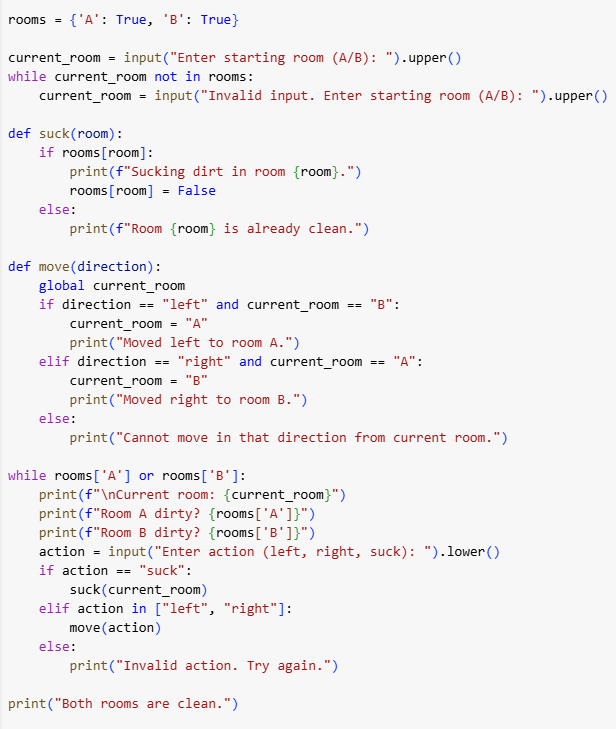 rooms = {'A': True, 'B': True}

current_room = input("Enter starting room (A/B): ").upper()
while current_room not in rooms:
    current_room = input("Invalid input. Enter starting room (A/B): ").upper()

def suck(room):
    if rooms[room]:
        print(f"Sucking dirt in room {room}.")
        rooms[room] = False
    else:
        print(f"Room {room} is already clean.")

def move(direction):
    global current_room
    if direction == "left" and current_room == "B":
        current_room = "A"
        print("Moved left to room A.")
    elif direction == "right" and current_room == "A":
        current_room = "B"
        print("Moved right to room B.")
    else:
        print("Cannot move in that direction from current room.")

while rooms['A'] or rooms['B']:
    print(f"\nCurrent room: {current_room}")
    print(f"Room A dirty? {rooms['A']}")
    print(f"Room B dirty? {rooms['B']}")
    action = input("Enter action (left, right, suck): ").lower()
    if action == "suck":
        suck(current_room)
    elif action in ["left", "right"]:
        move(action)
    else:
        print("Invalid action. Try again.")

print("Both rooms are clean.")